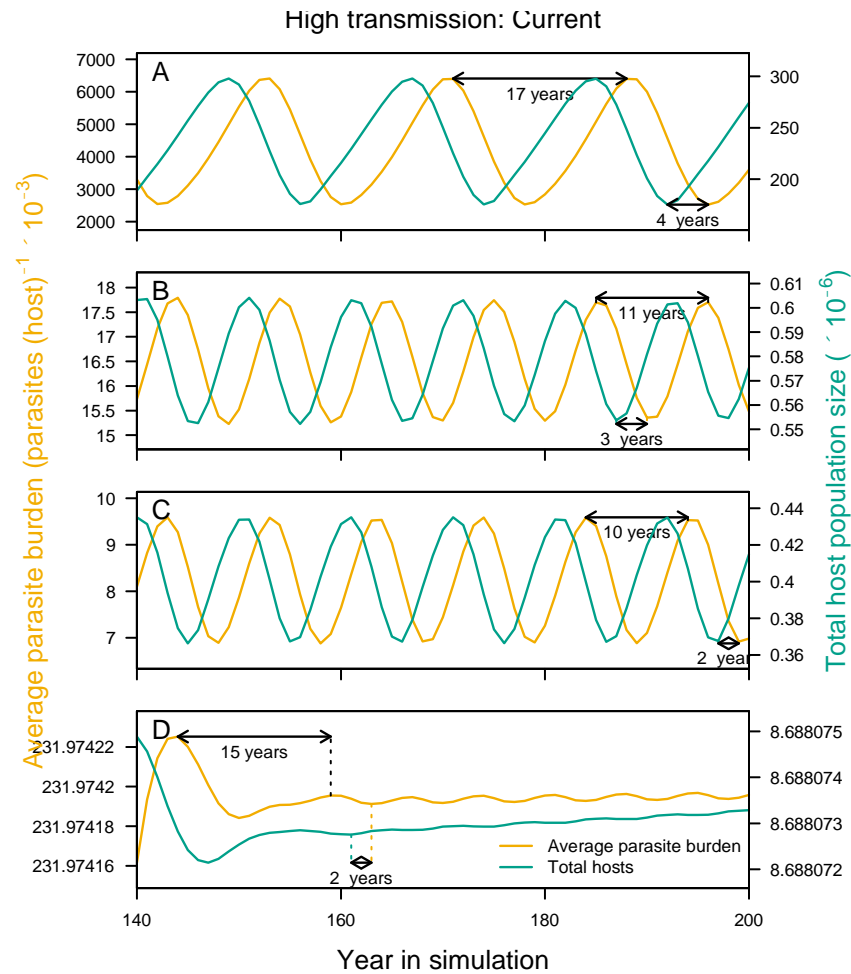 High transmission: Current
A
7000
6000
5000
4000
3000
2000
300
250
200
17 years
4 years
B
18
17.5
17
16.5
16
15.5
15
0.61
0.6
0.59
0.58
0.57
0.56
0.55
11 years
3 years
C
10
9
8
7
0.44
0.42
0.4
0.38
0.36
10 years
2 year
D
231.97422
231.9742
231.97418
231.97416
8.688075
8.688074
8.688073
8.688072
15 years
2 years
Average parasite burden
Total hosts
140
160
180
200
Year in simulation
Average parasite burden (parasites (host)⁻¹ ´ 10⁻³)
Total host population size ( ´ 10⁻⁶)